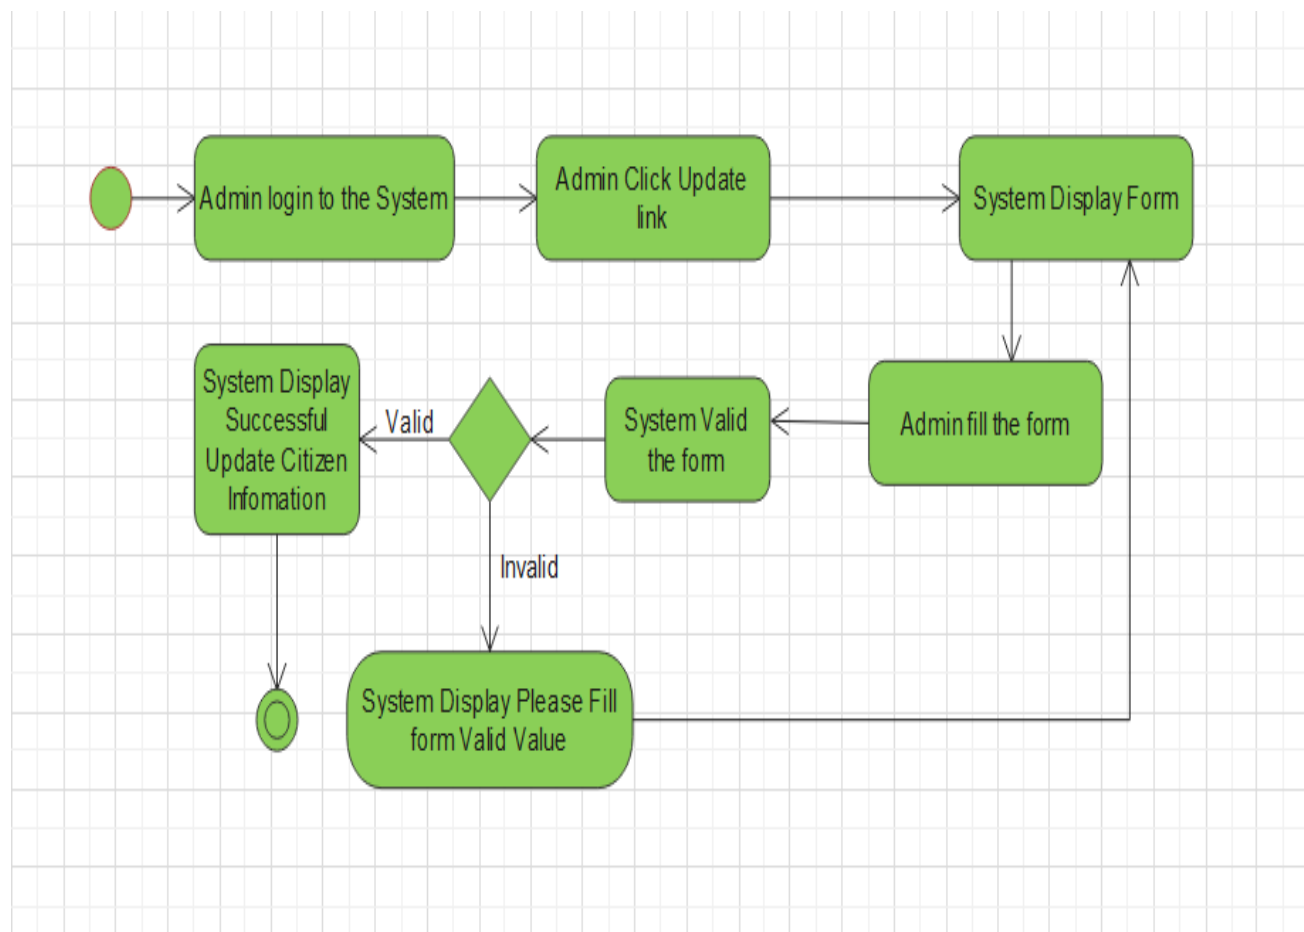 Admin login to the System
Admin Click Update
link
System Display Form
System Display
Successful
Update Citizen
Infomation
Valid
System Valid
the form
Admin fill the form
Invalid
System Display Please Fill
form Valid Value